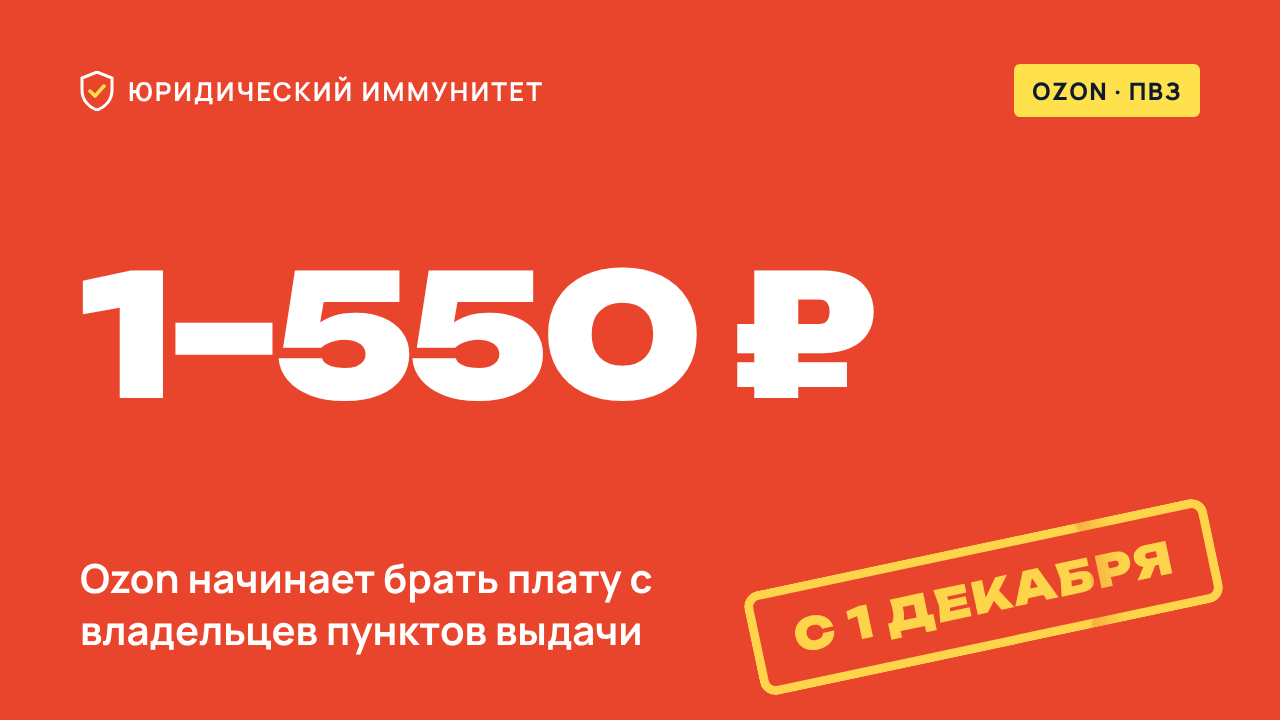 ЮРИДИЧЕСКИЙ ИММУНИТЕТ
OZON · ПВЗ
1–550 ₽
Ozon начинает брать плату с
владельцев пунктов выдачи
С 1 ДЕКАБРЯ